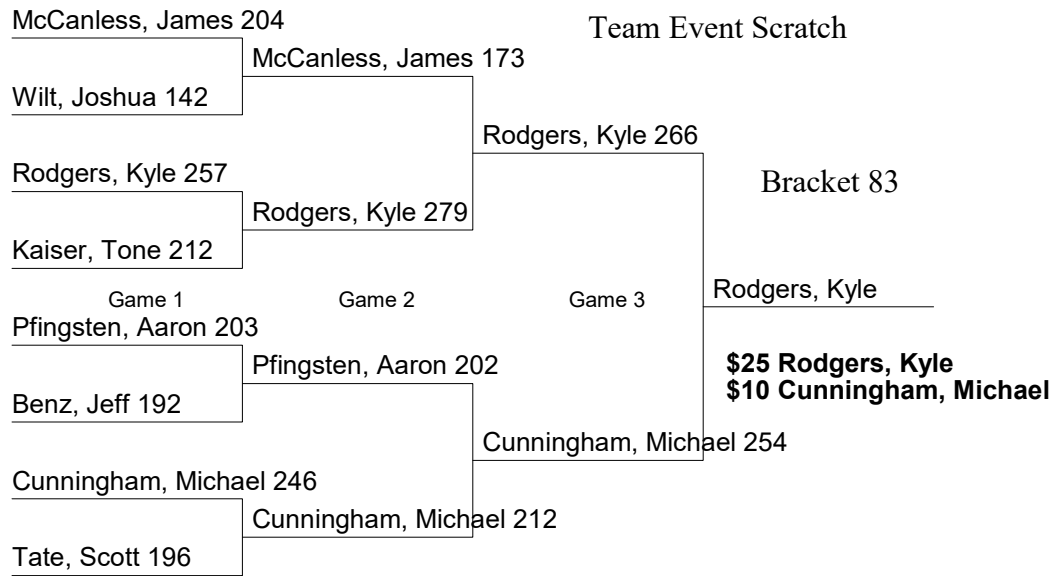 McCanless, James 204
Team Event Scratch
McCanless, James 173
Wilt, Joshua 142
Rodgers, Kyle 266
Rodgers, Kyle 257
Bracket 83
Rodgers, Kyle 279
Kaiser, Tone 212
Game 1
Game 2
Game 3
Rodgers, Kyle
Pfingsten, Aaron 203
Pfingsten, Aaron 202
$25 Rodgers, Kyle
$10 Cunningham, Michael
Benz, Jeff 192
Cunningham, Michael 254
Cunningham, Michael 246
Cunningham, Michael 212
Tate, Scott 196